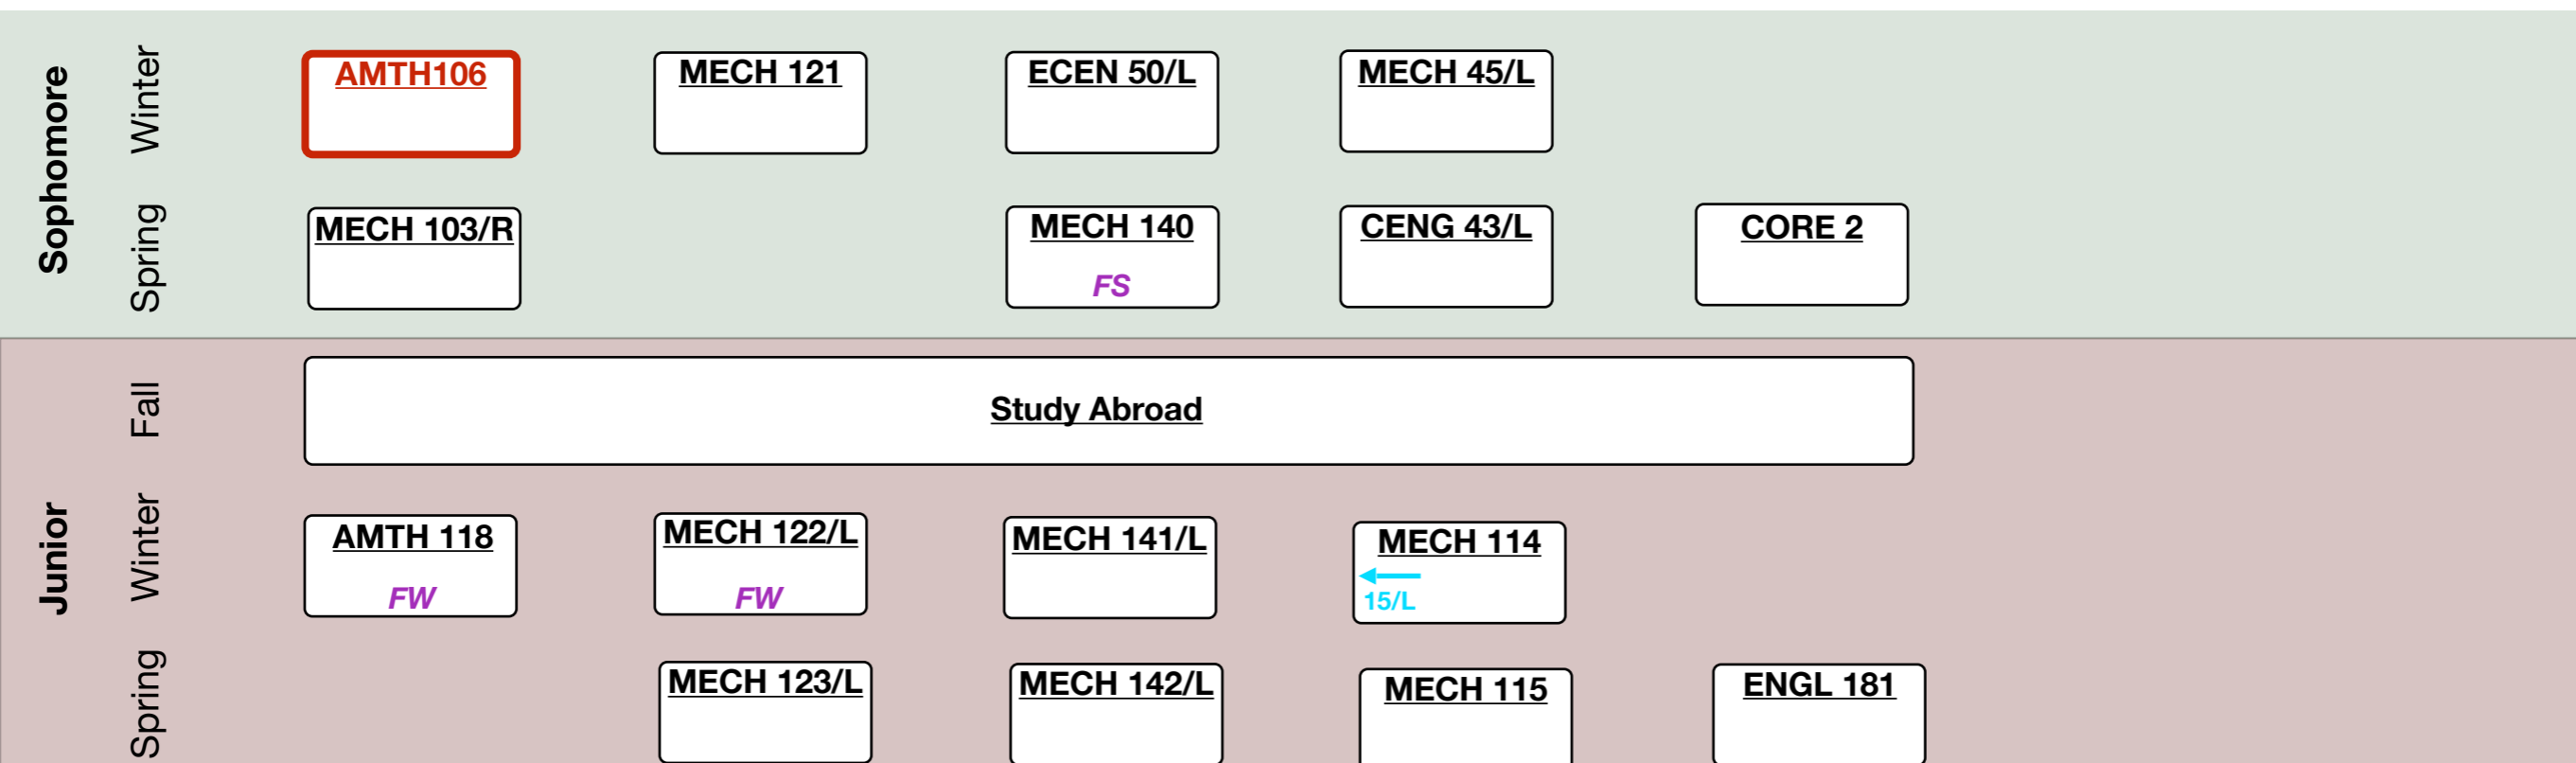 Sophomore
Winter
AMTH106
MECH 121
ECEN 50/L
MECH 45/L
Spring
MECH 103/R
MECH 140
FS
CENG 43/L
CORE 2
Junior
Fall
Study Abroad
Winter
AMTH 118
FW
MECH 122/L
FW
MECH 141/L
MECH 114
15/L
Spring
MECH 123/L
MECH 142/L
MECH 115
ENGL 181